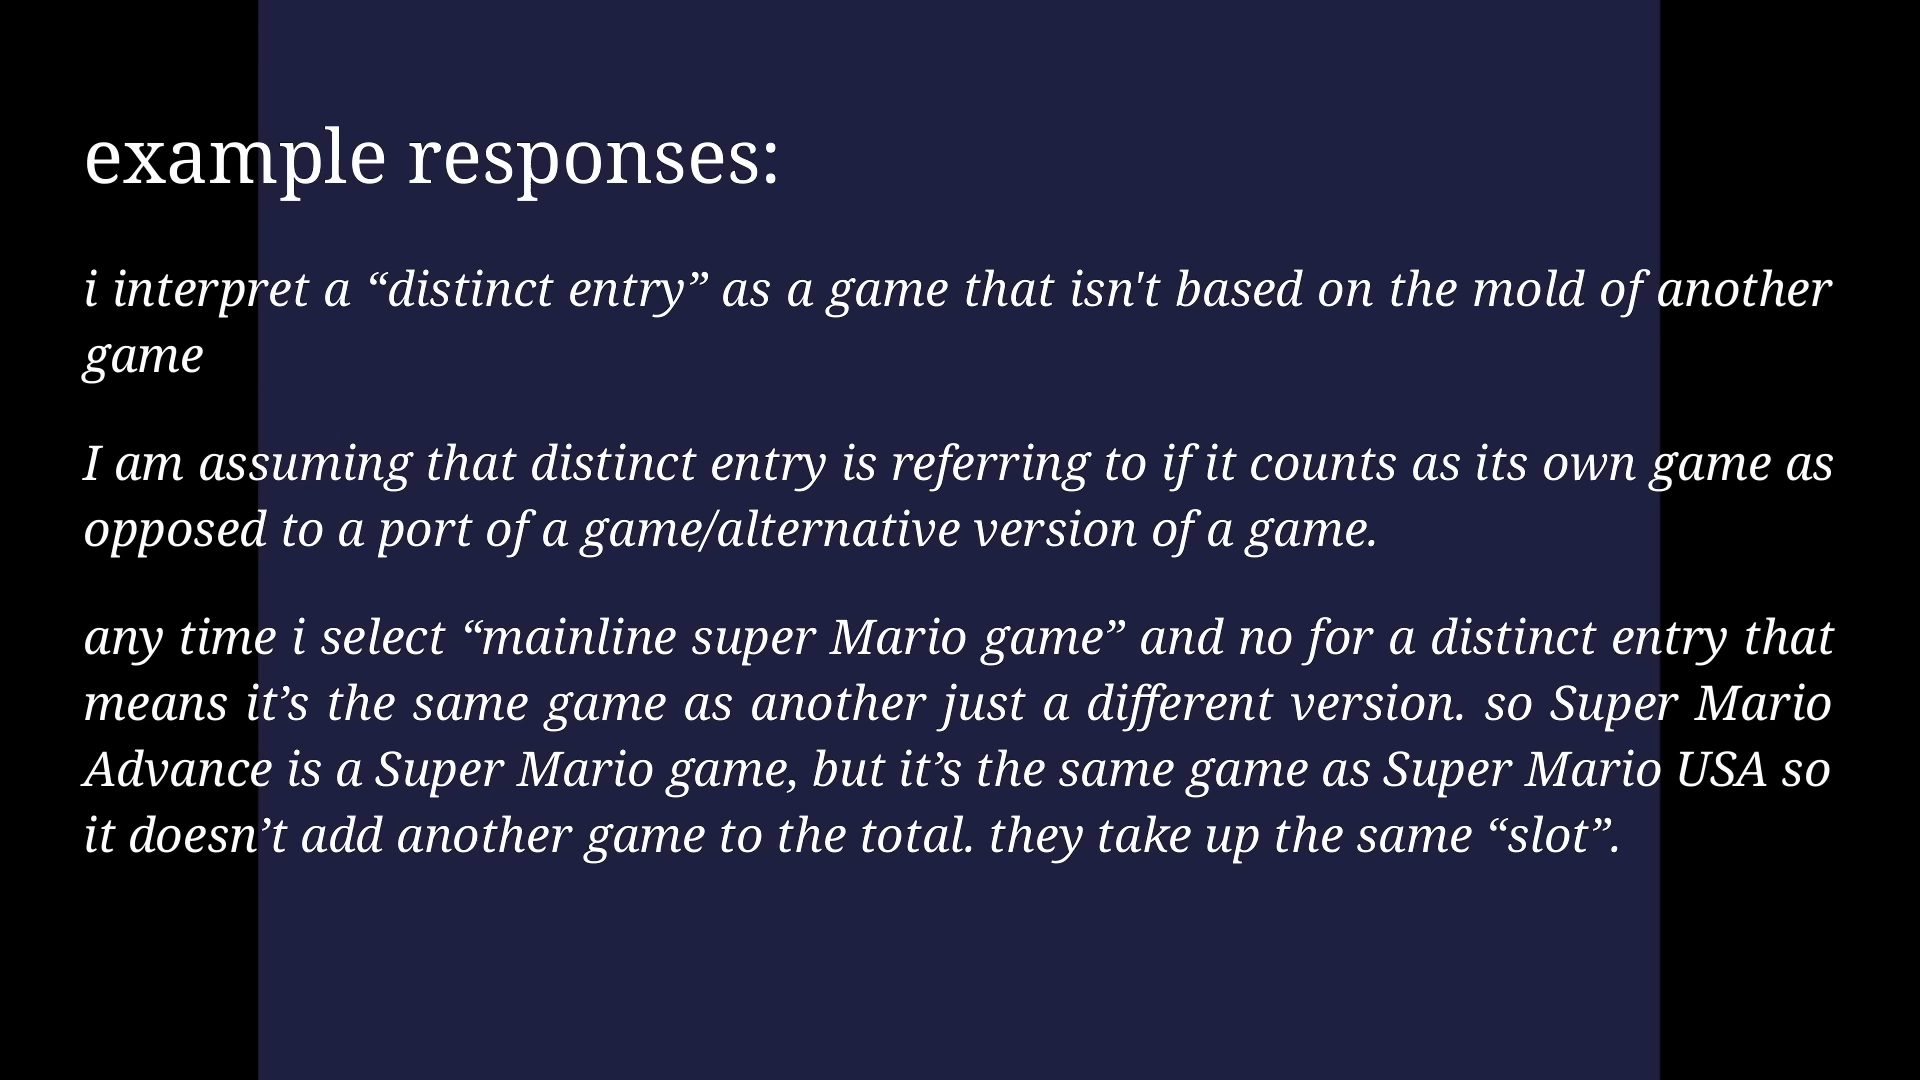 example responses:
i interpret a “distinct entry” as a game that isn't based on the mold of another
game
I am assuming that distinct entry is referring to if it counts as its own game as
opposed to a port of a game/alternative version of a game.
any time i select “mainline super Mario game” and no for a distinct entry that
means it’s the same game as another just a different version. so Super Mario
Advance is a Super Mario game, but it’s the same game as Super Mario USA so
it doesn’t add another game to the total. they take up the same “slot”.